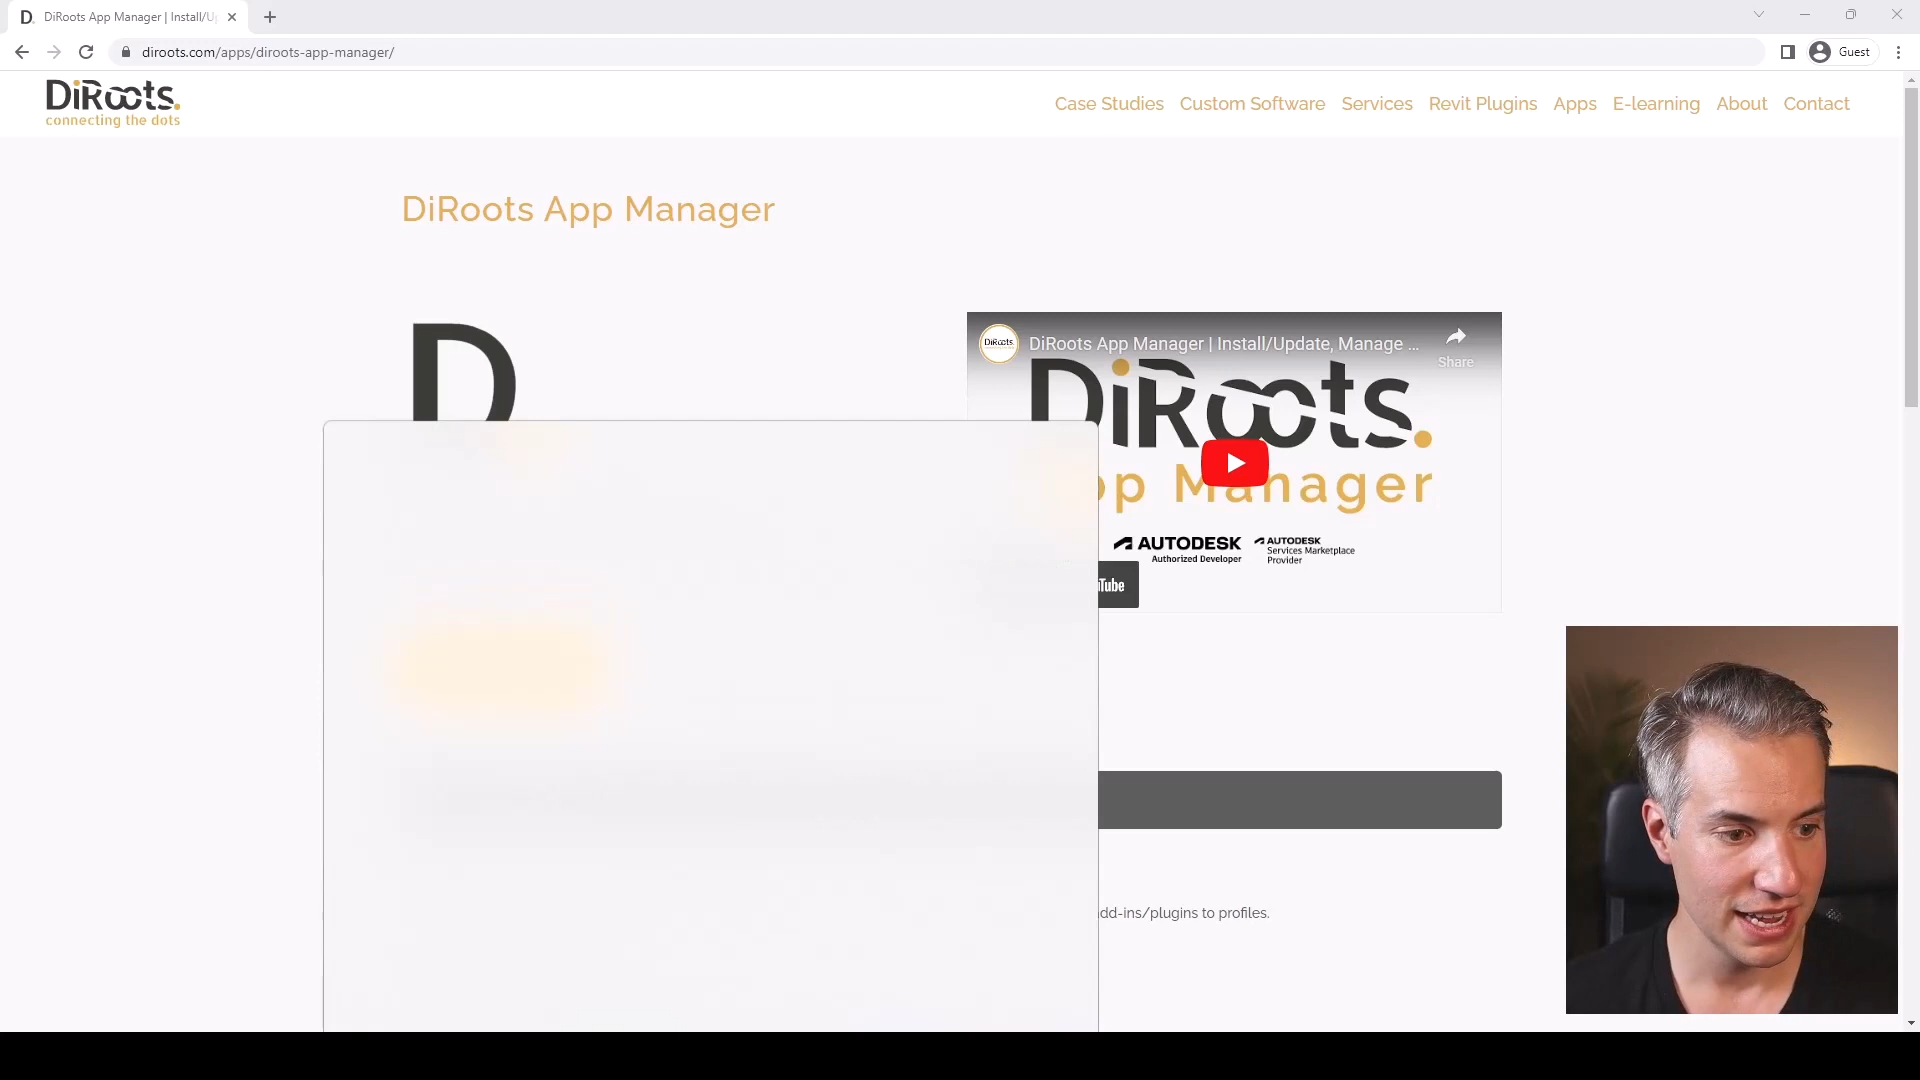 D. DiRoots App Manager | Install/U
diroots.com/apps/diroots-app-manager/
Guest
DiRoots.
connecting the dots
Case Studies Custom Software Services Revit Plugins Apps E-learning About Contact
DiRoots App Manager
D
DiRoots. DiRoots App Manager | Install/Update, Manage ...
Share
DiRoots.
pp Manager
AUTODESK
Authorized Developer
AUTODESK
Services Marketplace
Provider
Tube
dd-ins/plugins to profiles.